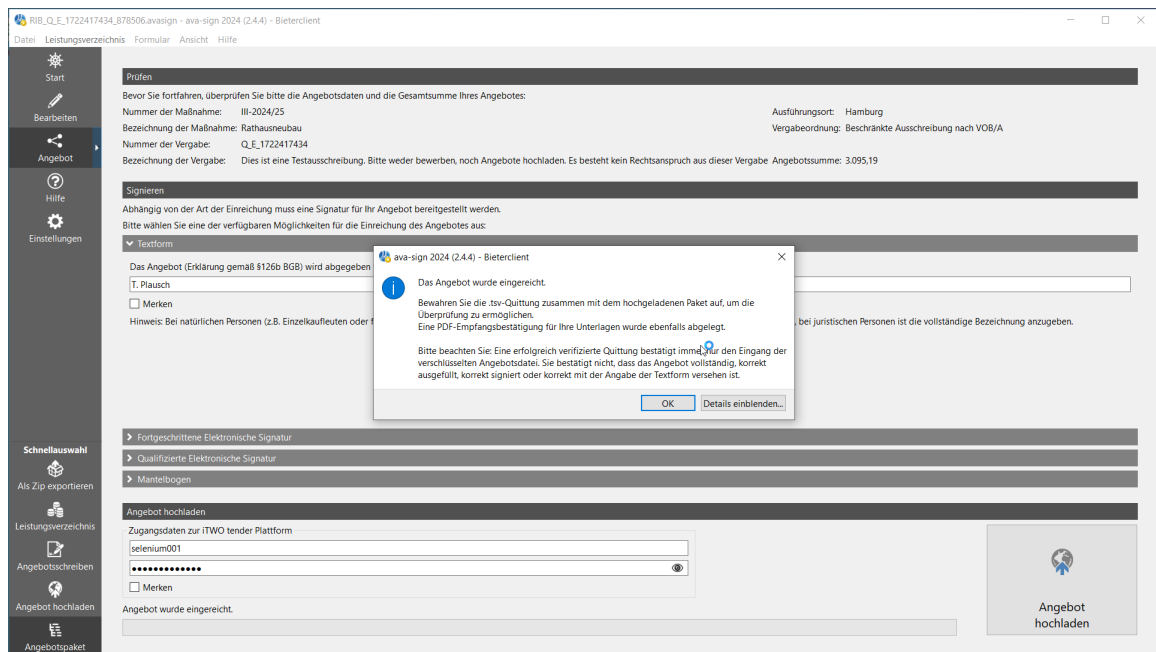 RIB_Q_E_1722417434_878506.avasign - ava-sign 2024 (2.4.4) - Bieterclient
Datei Leistungsverzeichnis Formular Ansicht Hilfe
Start
Bearbeiten
Angebot
Hilfe
Einstellungen
Schnellauswahl
Als Zip exportieren
Leistungsverzeichnis
Angebotsschreiben
Angebot hochladen
Angebotspaket
Prüfen
Bevor Sie fortfahren, überprüfen Sie bitte die Angebotsdaten und die Gesamtsumme Ihres Angebotes:
Nummer der Maßnahme: III-2024/25 Ausführungsort: Hamburg
Bezeichnung der Maßnahme: Rathausneubau Vergabeordnung: Beschränkte Ausschreibung nach VOB/A
Nummer der Vergabe: Q_E_1722417434
Bezeichnung der Vergabe: Dies ist eine Testausschreibung. Bitte weder bewerben, noch Angebote hochladen. Es besteht kein Rechtsanspruch aus dieser Vergabe Angebotssumme: 3.095,19
Signieren
Abhängig von der Art der Einreichung muss eine Signatur für Ihr Angebot bereitgestellt werden.
Bitte wählen Sie eine der verfügbaren Möglichkeiten für die Einreichung des Angebotes aus:
Textform
Das Angebot (Erklärung gemäß §126b BGB) wird abgegeben
T. Plausch
Merken
Hinweis: Bei natürlichen Personen (z.B. Einzelkaufleuten oder f , bei juristischen Personen ist die vollständige Bezeichnung anzugeben.
ava-sign 2024 (2.4.4) - Bieterclient
Das Angebot wurde eingereicht.
Bewahren Sie die .tsv-Quittung zusammen mit dem hochgeladenen Paket auf, um die
Überprüfung zu ermöglichen.
Eine PDF-Empfangsbestätigung für Ihre Unterlagen wurde ebenfalls abgelegt.
Bitte beachten Sie: Eine erfolgreich verifizierte Quittung bestätigt immer nur den Eingang der
verschlüsselten Angebotsdatei. Sie bestätigt nicht, dass das Angebot vollständig, korrekt
ausgefüllt, korrekt signiert oder korrekt mit der Angabe der Textform versehen ist.
OK Details einblenden...
Fortgeschrittene Elektronische Signatur
Qualifizierte Elektronische Signatur
Mantelbogen
Angebot hochladen
Zugangsdaten zur iTWO tender Plattform
selenium001
•••••••••••••
Merken
Angebot wurde eingereicht.
Angebot
hochladen